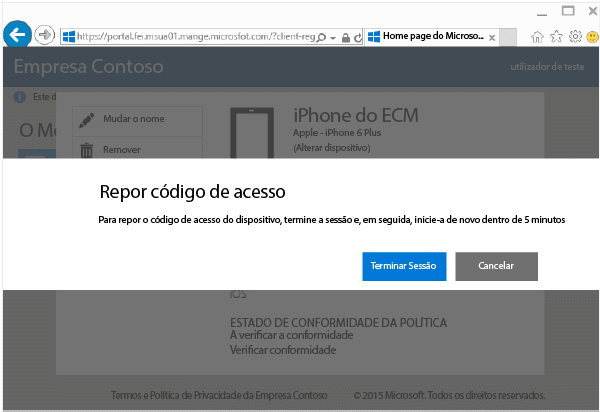 https://portal.fei.msua01.mange.microsfot.com/?client-reg
Home page do Microso...
Empresa Contoso
utilizador de teste
Este d
O Me
Mudar o nome
Remover
iPhone do ECM
Apple - iPhone 6 Plus
(Alterar dispositivo)
Repor código de acesso
Para repor o código de acesso do dispositivo, termine a sessão e, em seguida, inicie-a de novo dentro de 5 minutos
Terminar Sessão
Cancelar
iOS
ESTADO DE CONFORMIDADE DA POLÍTICA
A verificar a conformidade
Verificar conformidade
Termos e Política de Privacidade da Empresa Contoso
© 2015 Microsoft. Todos os direitos reservados.